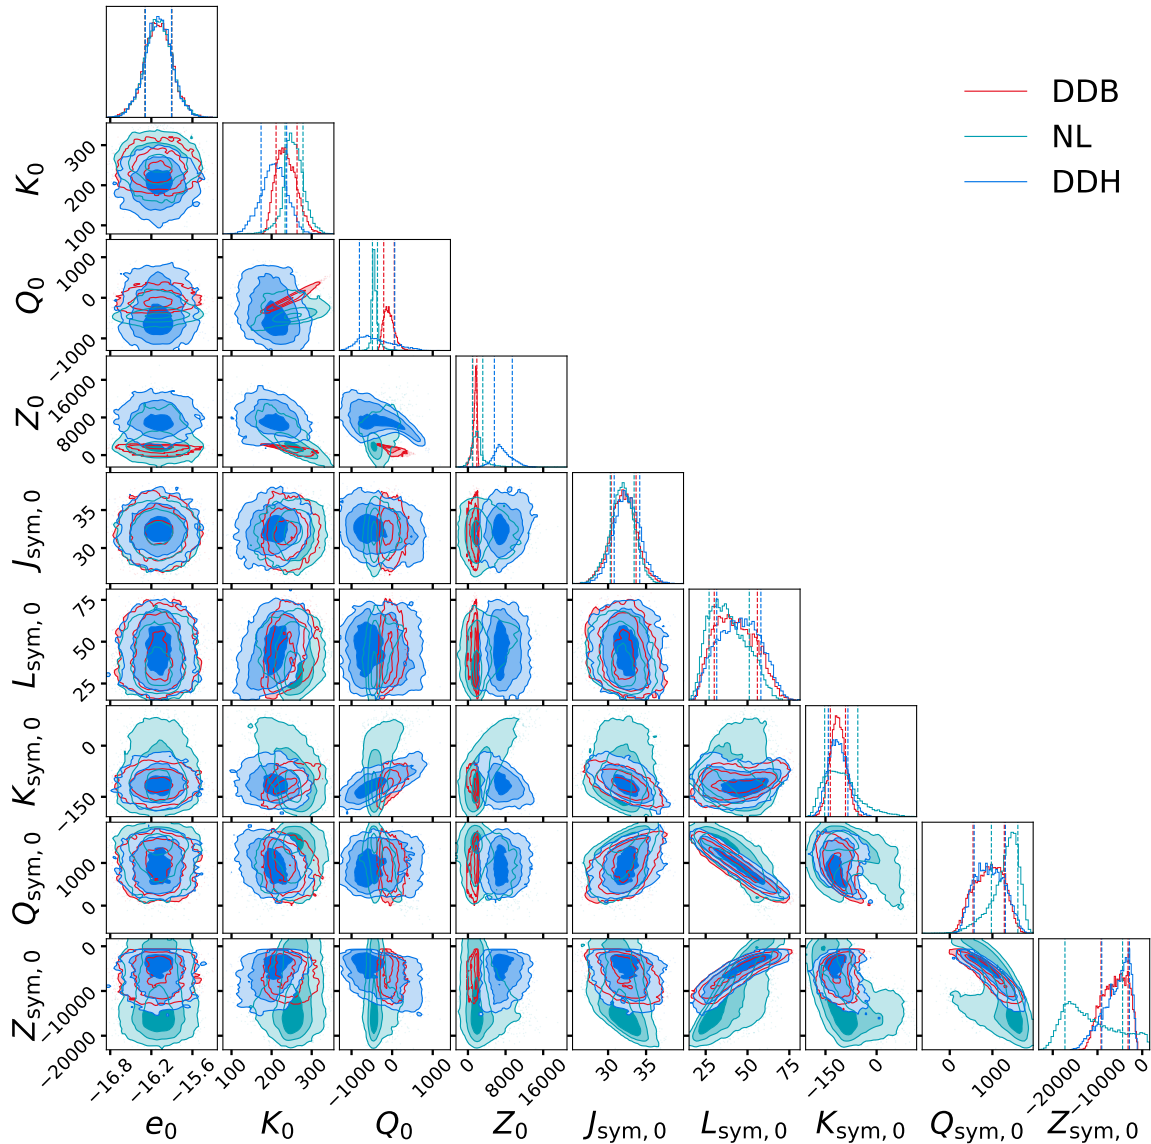 DDB
NL
DDH
K0
300
200
100
Q0
1000
0
−1000
Z0
16000
8000
0
Jsym, 0
35
30
Lsym, 0
75
50
25
Ksym, 0
0
−150
Qsym, 0
1000
0
Zsym, 0
0
−10000
−20000
−16.8 −16.2 −15.6 100 200 300 −1000 0 1000 0 8000 16000 30 35 25 50 75 −150 0 0 1000 −20000 −10000 0
e0 K0 Q0 Z0 Jsym, 0 Lsym, 0 Ksym, 0 Qsym, 0 Zsym, 0